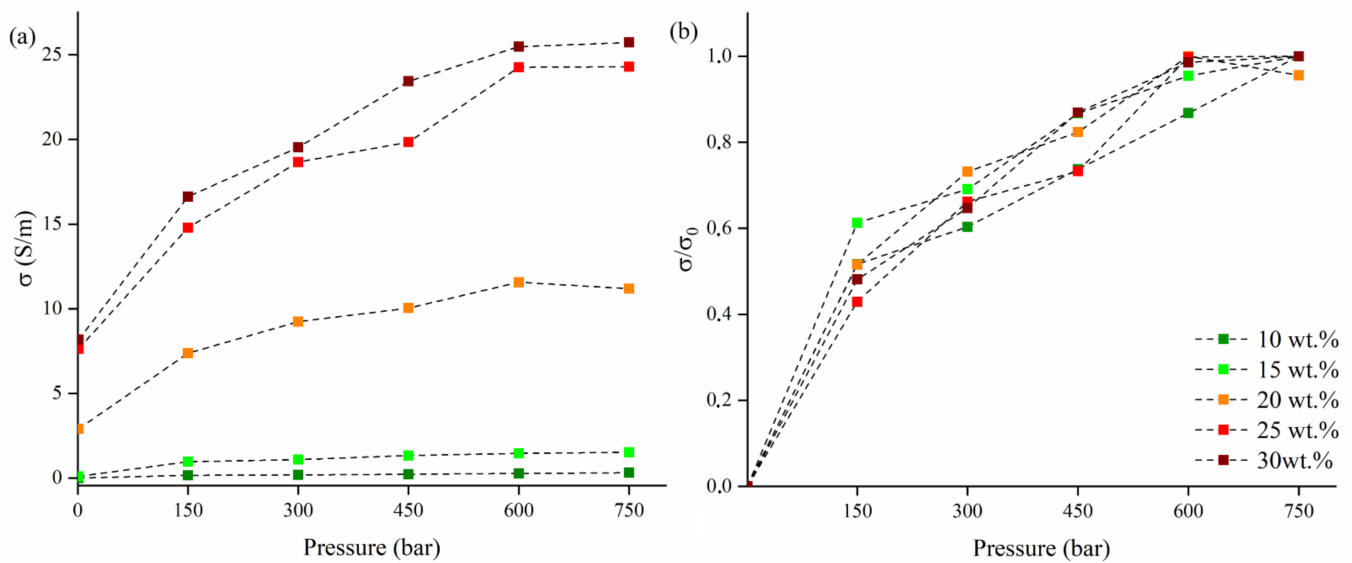 (a)
25
20
15
10
5
0
σ (S/m)
0 150 300 450 600 750
Pressure (bar)
(b)
1.0
0.8
0.6
0.4
0.2
0.0
σ/σ₀
150 300 450 600 750
Pressure (bar)
10 wt.%
15 wt.%
20 wt.%
25 wt.%
30wt.%